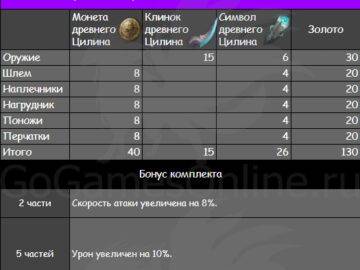 Монета древнего Цилина Клинок древнего Цилина Символ древнего Цилина Золото
Оружие 15 6 30
Шлем 8 4 20
Наплечники 8 4 20
Нагрудник 8 4 20
Поножи 8 4 20
Перчатки 8 4 20
Итого 40 15 26 130
Бонус комплекта
GoGamesOnline.ru
2 части Скорость атаки увеличена на 8%.
5 частей Урон увеличен на 10%.